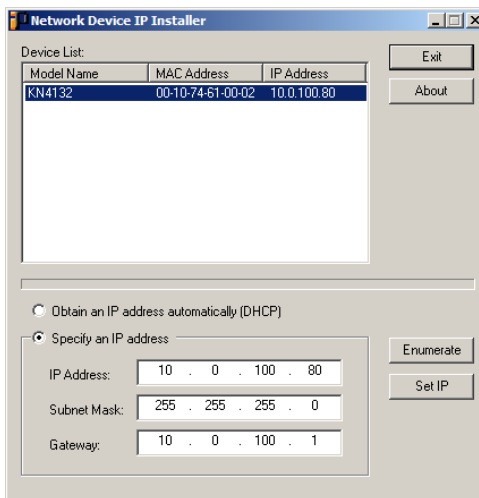 Network Device IP Installer
Device List:
Exit
Model Name MAC Address IP Address
KN4132 00-10-74-61-00-02 10.0.100.80
About
Obtain an IP address automatically (DHCP)
Specify an IP address
Enumerate
IP Address: 10 . 0 . 100 . 80
Set IP
Subnet Mask: 255 . 255 . 255 . 0
Gateway: 10 . 0 . 100 . 1